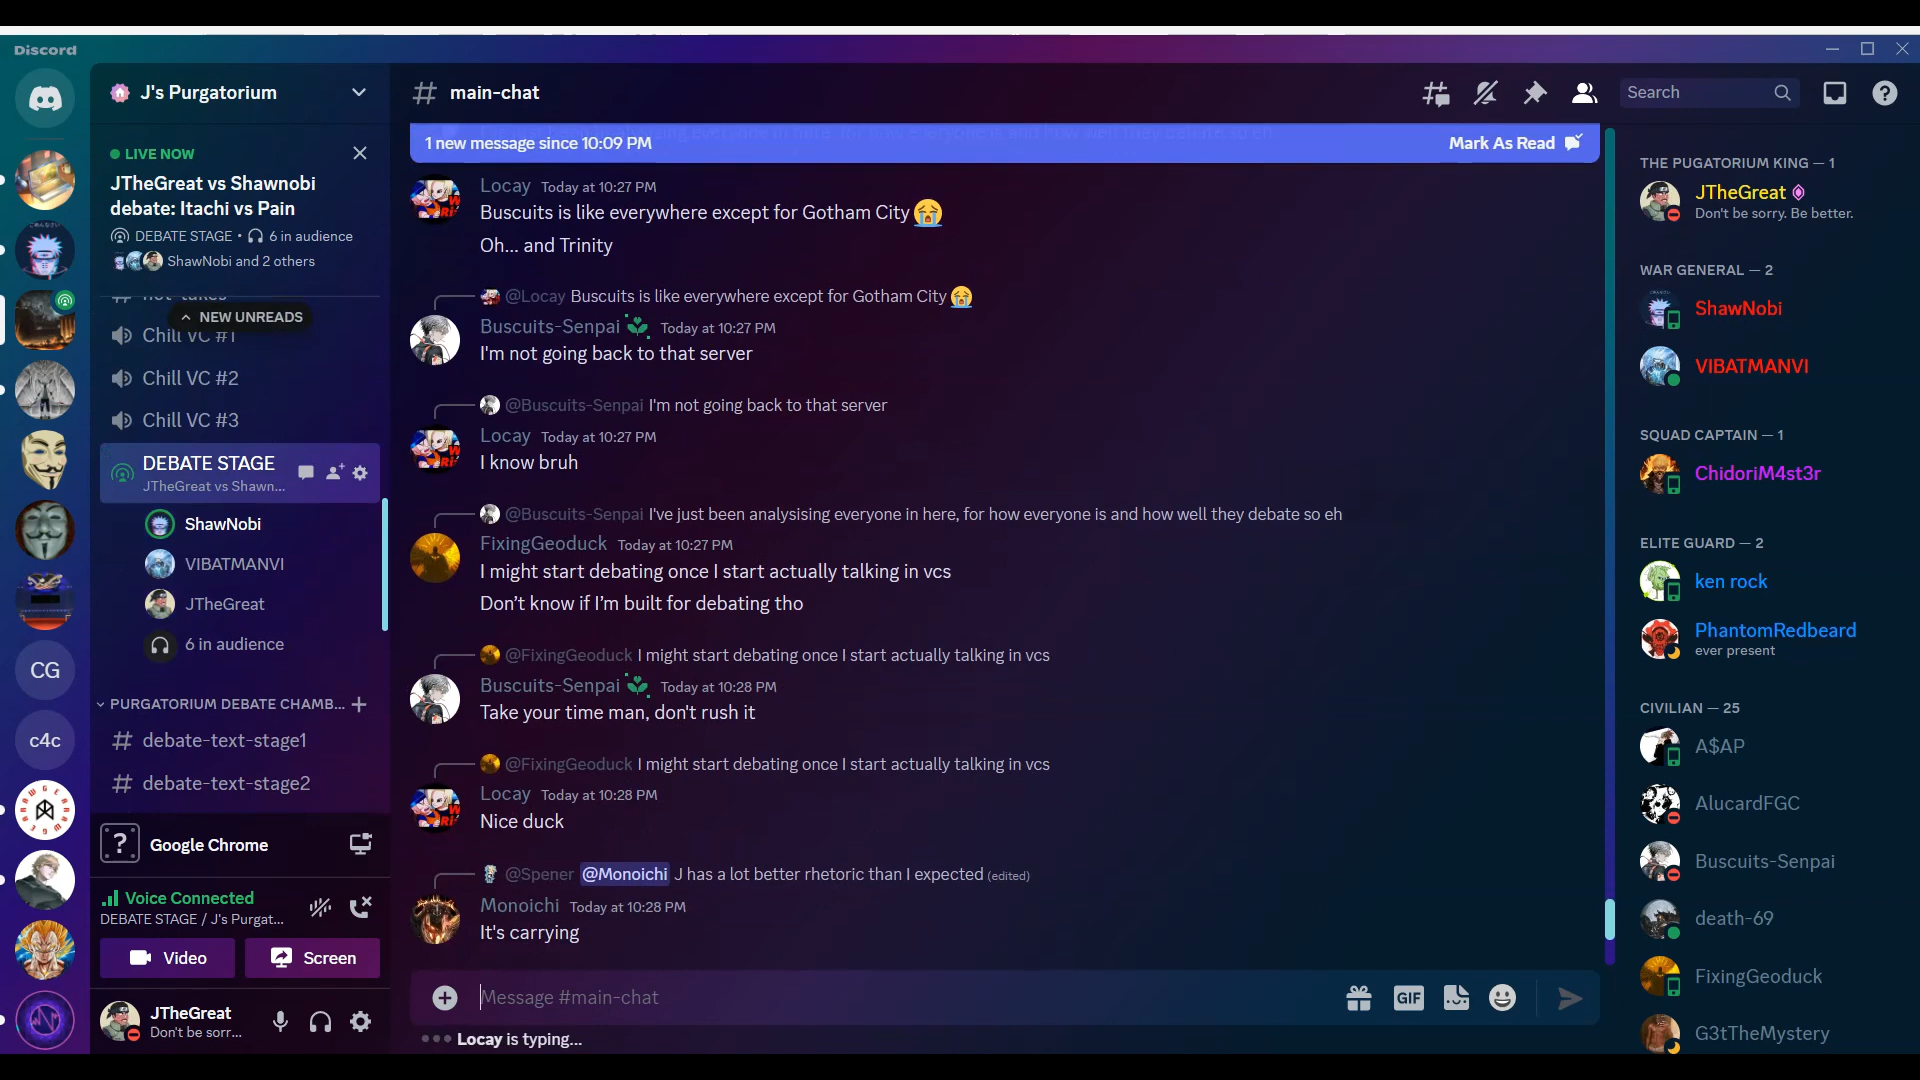 Discord
J's Purgatorium
LIVE NOW
JTheGreat vs Shawnobi
debate: Itachi vs Pain
DEBATE STAGE • 6 in audience
ShawNobi and 2 others
NEW UNREADS
Chill VC #1
Chill VC #2
Chill VC #3
DEBATE STAGE
JTheGreat vs Shawn...
ShawNobi
VIBATMANVI
JTheGreat
6 in audience
PURGATORIUM DEBATE CHAMB...
debate-text-stage1
debate-text-stage2
CG
c4c
? Google Chrome
Voice Connected
DEBATE STAGE / J's Purgat...
Video
Screen
JTheGreat
Don't be sorr...
# main-chat
Search
1 new message since 10:09 PM
Mark As Read
Locay Today at 10:27 PM
Buscuits is like everywhere except for Gotham City 😭
Oh... and Trinity
@Locay Buscuits is like everywhere except for Gotham City 😭
Buscuits-Senpai Today at 10:27 PM
I'm not going back to that server
@Buscuits-Senpai I'm not going back to that server
Locay Today at 10:27 PM
I know bruh
@Buscuits-Senpai I've just been analysising everyone in here, for how everyone is and how well they debate so eh
FixingGeoduck Today at 10:27 PM
I might start debating once I start actually talking in vcs
Don’t know if I’m built for debating tho
@FixingGeoduck I might start debating once I start actually talking in vcs
Buscuits-Senpai Today at 10:28 PM
Take your time man, don't rush it
@FixingGeoduck I might start debating once I start actually talking in vcs
Locay Today at 10:28 PM
Nice duck
@Spener @Monoichi J has a lot better rhetoric than I expected (edited)
Monoichi Today at 10:28 PM
It's carrying
Message #main-chat
GIF
Locay is typing...
THE PUGATORIUM KING — 1
JTheGreat
Don't be sorry. Be better.
WAR GENERAL — 2
ShawNobi
VIBATMANVI
SQUAD CAPTAIN — 1
ChidoriM4st3r
ELITE GUARD — 2
ken rock
PhantomRedbeard
ever present
CIVILIAN — 25
A$AP
AlucardFGC
Buscuits-Senpai
death-69
FixingGeoduck
G3tTheMystery